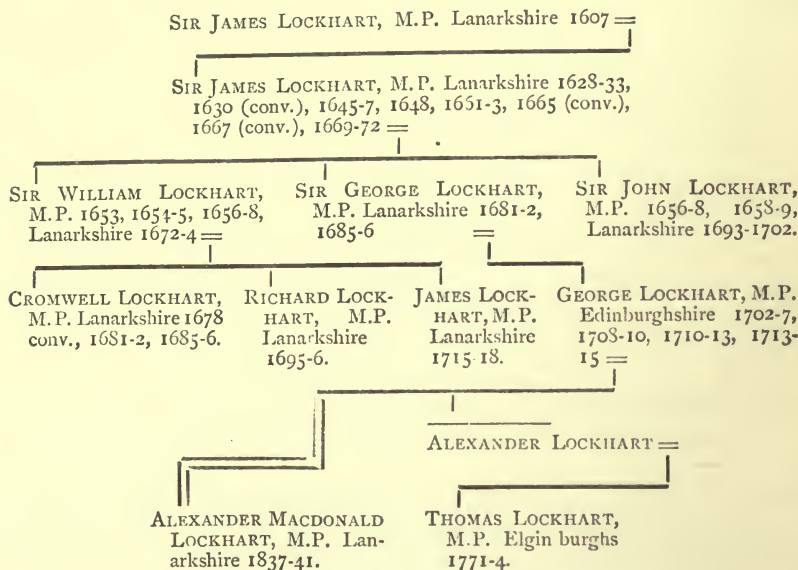 SIR JAMES LOCKHART, M.P. Lanarkshire 1607 =
SIR JAMES LOCKHART, M.P. Lanarkshire 1628-33,
1630 (conv.), 1645-7, 1648, 1661-3, 1665 (conv.),
1667 (conv.), 1669-72 =
SIR WILLIAM LOCKHART,
M.P. 1653, 1654-5, 1656-8,
Lanarkshire 1672-4 =
SIR GEORGE LOCKHART,
M.P. Lanarkshire 1681-2,
1685-6 =
SIR JOHN LOCKHART,
M.P. 1656-8, 1658-9,
Lanarkshire 1693-1702.
CROMWELL LOCKHART,
M.P. Lanarkshire 1678
conv., 1681-2, 1685-6.
RICHARD LOCK-
HART, M.P.
Lanarkshire
1695-6.
JAMES LOCK-
HART, M.P.
Lanarkshire
1715-18.
GEORGE LOCKHART, M.P.
Edinburghshire 1702-7,
1708-10, 1710-13, 1713-
15 =
ALEXANDER LOCKHART =
ALEXANDER MACDONALD
LOCKHART, M.P. Lan-
arkshire 1837-41.
THOMAS LOCKHART,
M.P. Elgin burghs
1771-4.